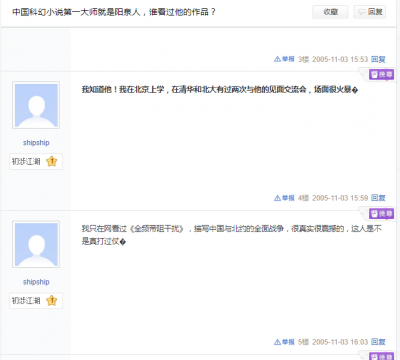 中国科幻小说第一大师就是阳泉人，谁看过他的作品？
收藏
回复
举报 3楼 2005-11-03 15:53 回复
我知道他！我在北京上学，在清华和北大有过两次与他的见面交流会，场面很火暴�
shipship
初涉江湖 1
举报 4楼 2005-11-03 15:59 回复
我只在网看过《全频带阻干扰》，描写中国与北约的全面战争，很真实很震撼的，这人是不
是真打过仗�
shipship
初涉江湖 1
举报 5楼 2005-11-03 16:03 回复